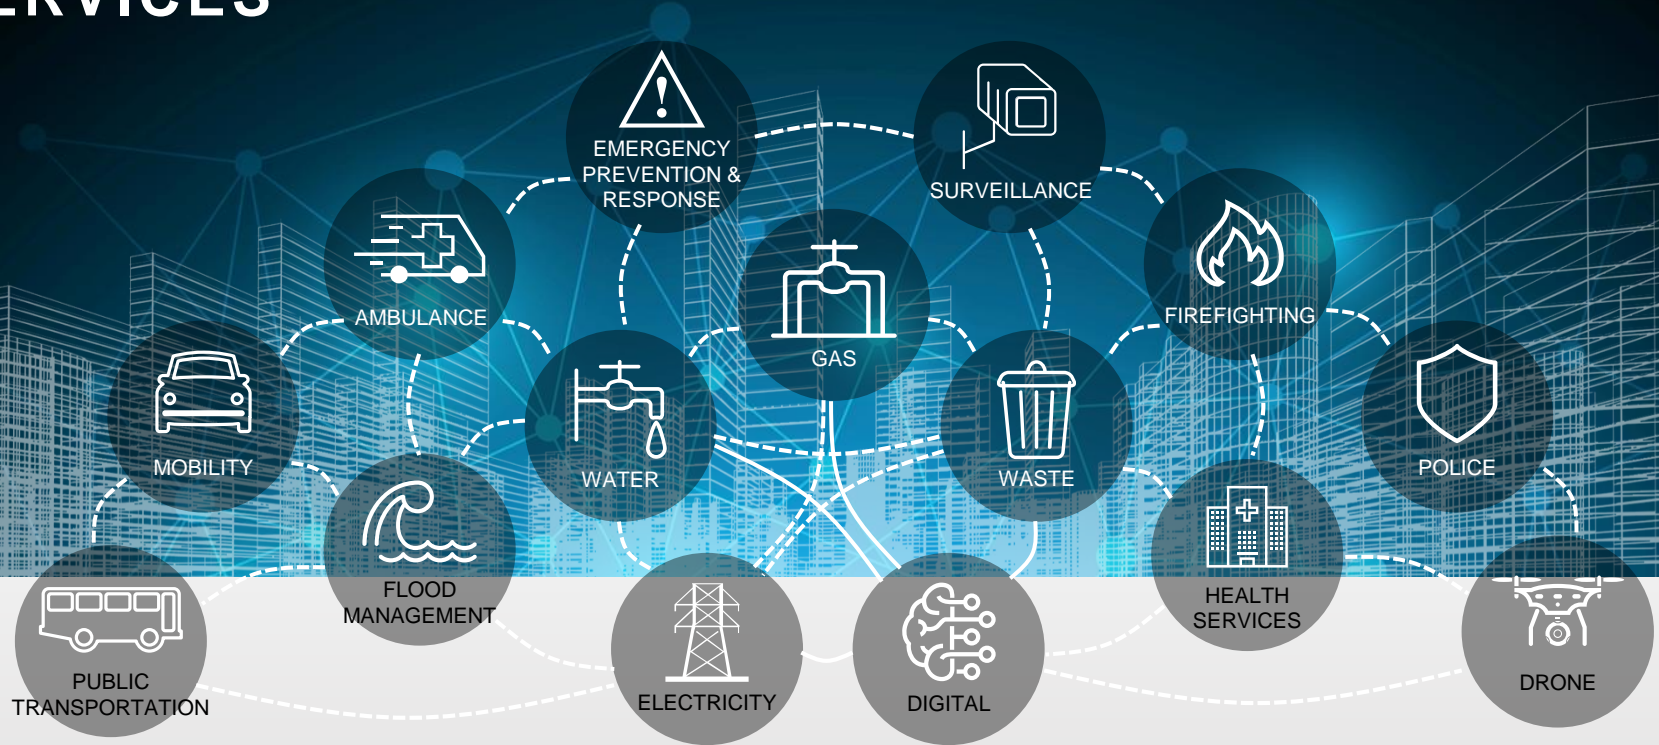 ERVICES
EMERGENCY
PREVENTION &
RESPONSE
SURVEILLANCE
AMBULANCE
GAS
FIREFIGHTING
MOBILITY
WATER
WASTE
POLICE
FLOOD
MANAGEMENT
HEALTH
SERVICES
PUBLIC
TRANSPORTATION
ELECTRICITY
DIGITAL
DRONE